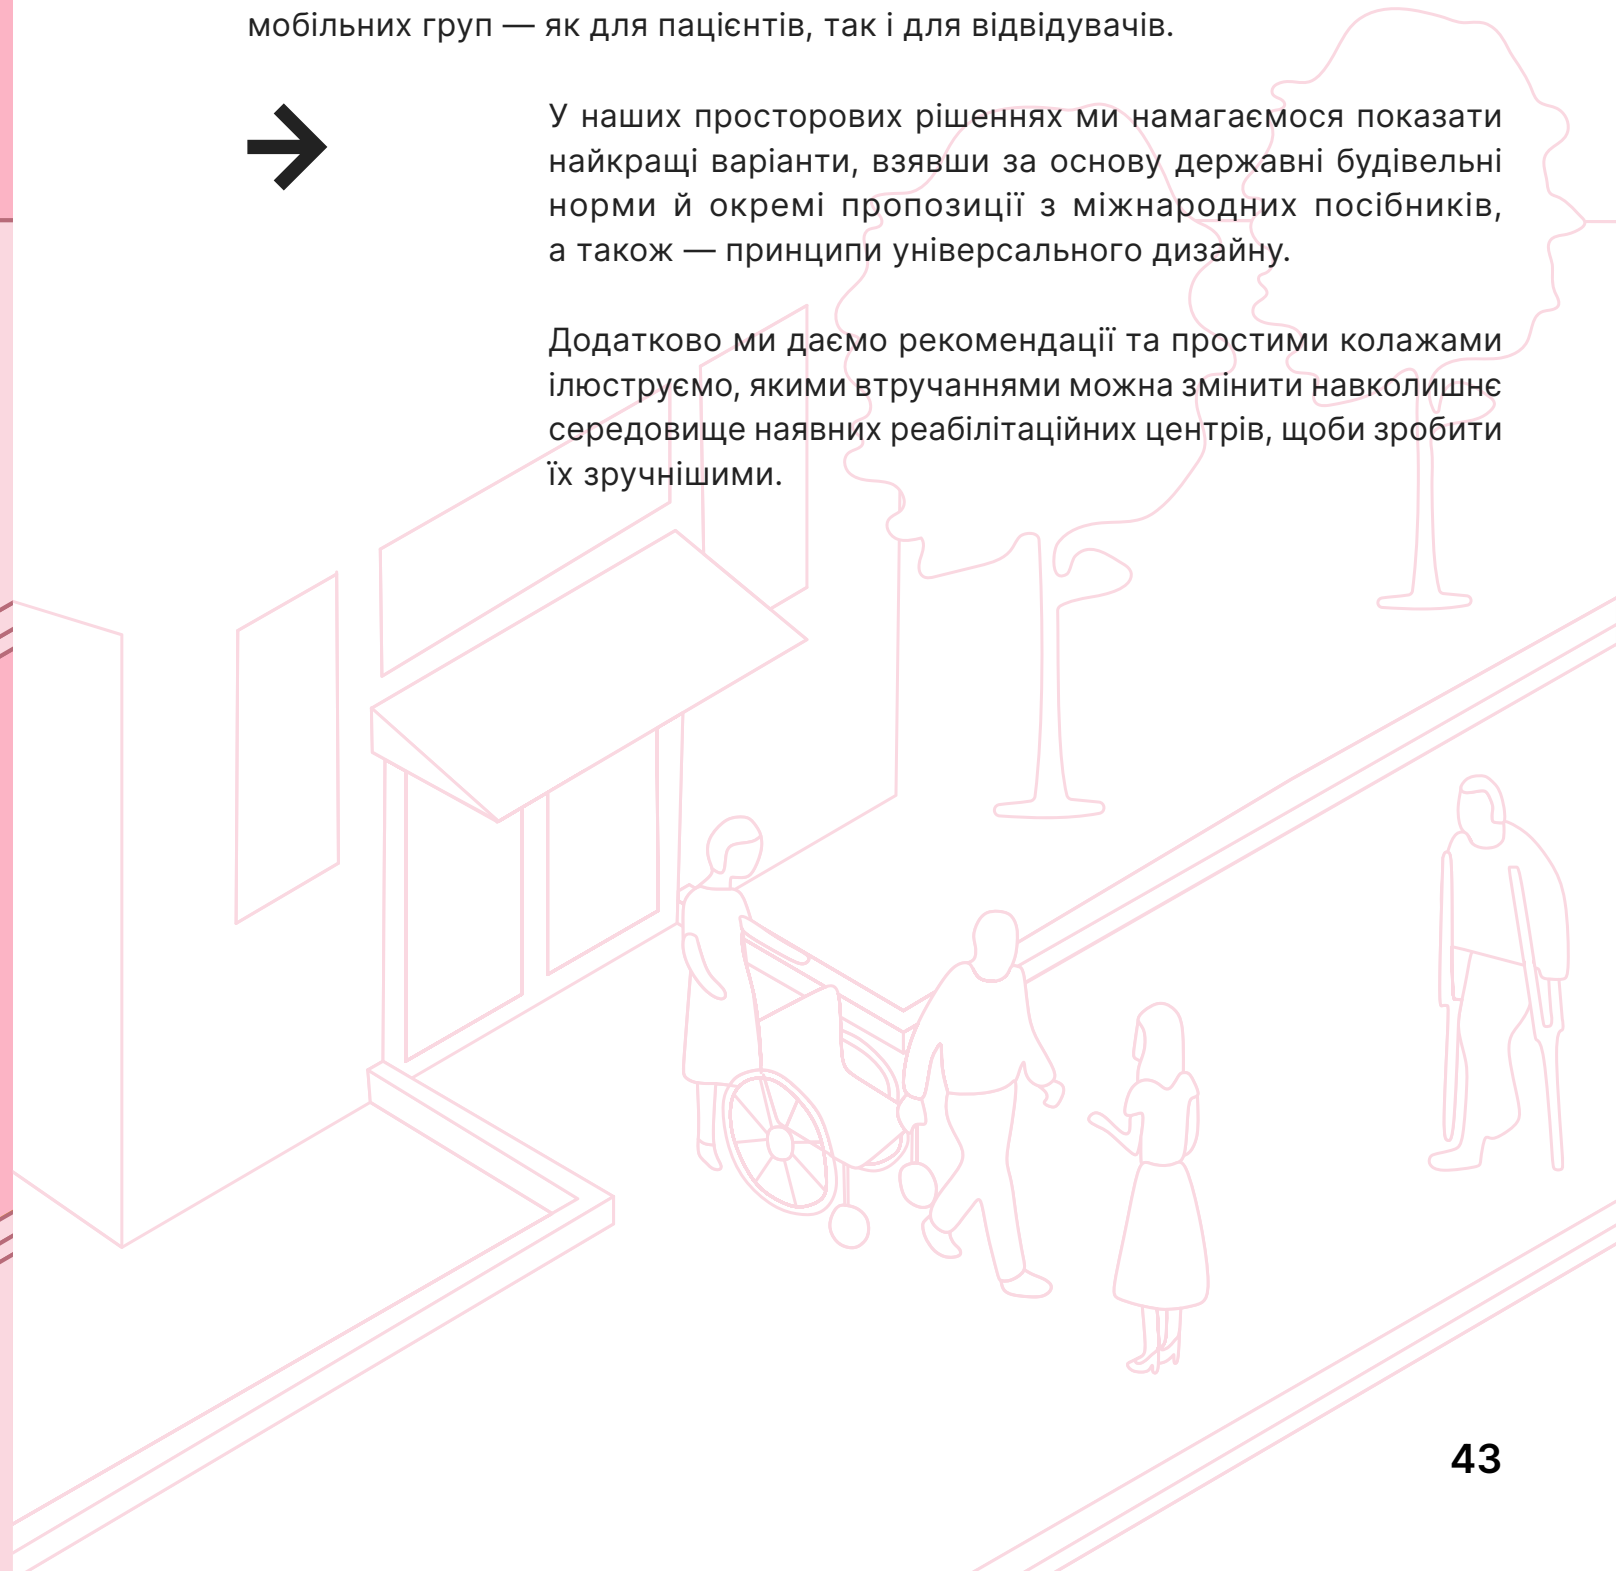 мобільних груп — як для пацієнтів, так і для відвідувачів.
У наших просторових рішеннях ми намагаємося показати
найкращі варіанти, взявши за основу державні будівельні
норми й окремі пропозиції з міжнародних посібників,
а також — принципи універсального дизайну.
Додатково ми даємо рекомендації та простими колажами
ілюструємо, якими втручаннями можна змінити навколишнє
середовище наявних реабілітаційних центрів, щоби зробити
їх зручнішими.
43